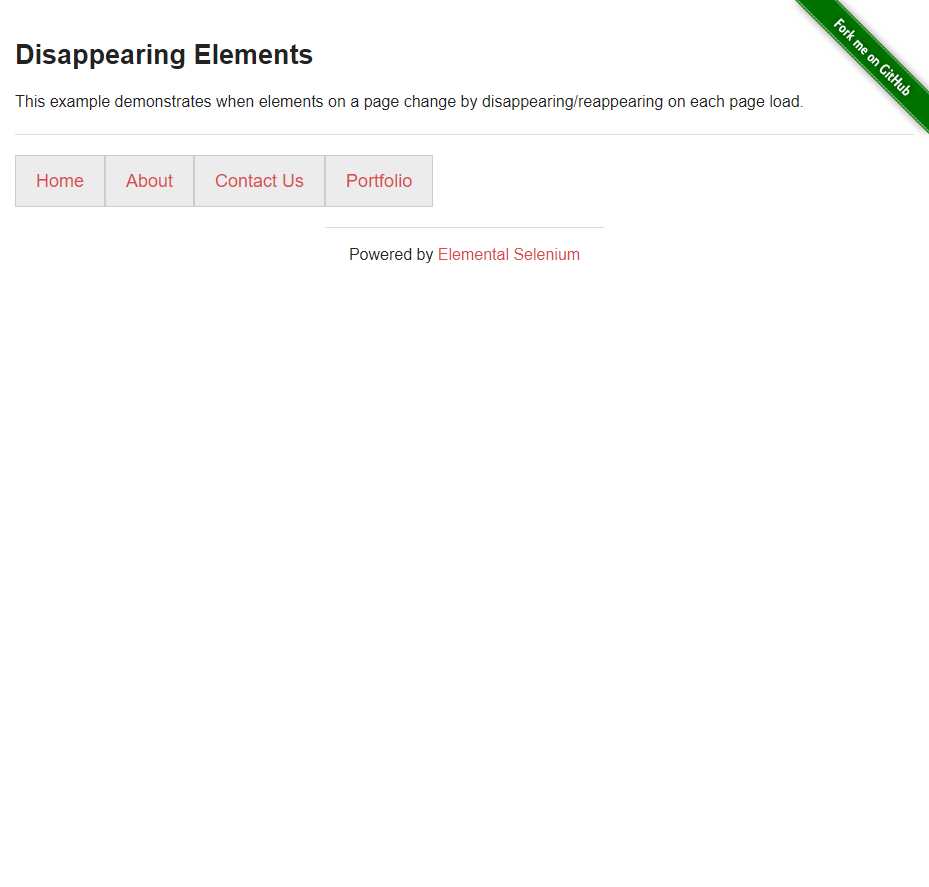 Fork me on GitHub
Disappearing Elements
This example demonstrates when elements on a page change by disappearing/reappearing on each page load.
Home About Contact Us Portfolio
Powered by Elemental Selenium